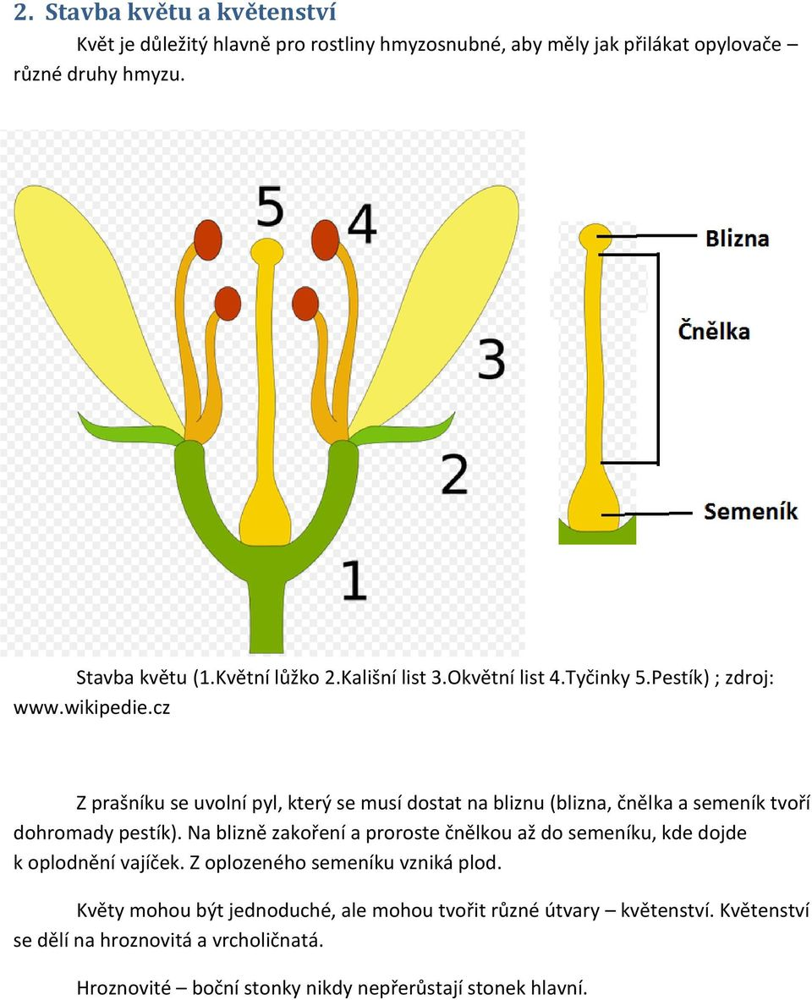 2. Stavba květu a květenství
Květ je důležitý hlavně pro rostliny hmyzosnubné, aby měly jak přilákat opylovače –
různé druhy hmyzu.
5
4
3
2
1
Blizna
Čnělka
Semeník
Stavba květu (1.Květní lůžko 2.Kališní list 3.Okvětní list 4.Tyčinky 5.Pestík) ; zdroj:
www.wikipedie.cz
Z prašníku se uvolní pyl, který se musí dostat na bliznu (blizna, čnělka a semeník tvoří
dohromady pestík). Na blizně zakoření a proroste čnělkou až do semeníku, kde dojde
k oplodnění vajíček. Z oplozeného semeníku vzniká plod.
Květy mohou být jednoduché, ale mohou tvořit různé útvary – květenství. Květenství
se dělí na hroznovitá a vrcholičnatá.
Hroznovité – boční stonky nikdy nepřerůstají stonek hlavní.